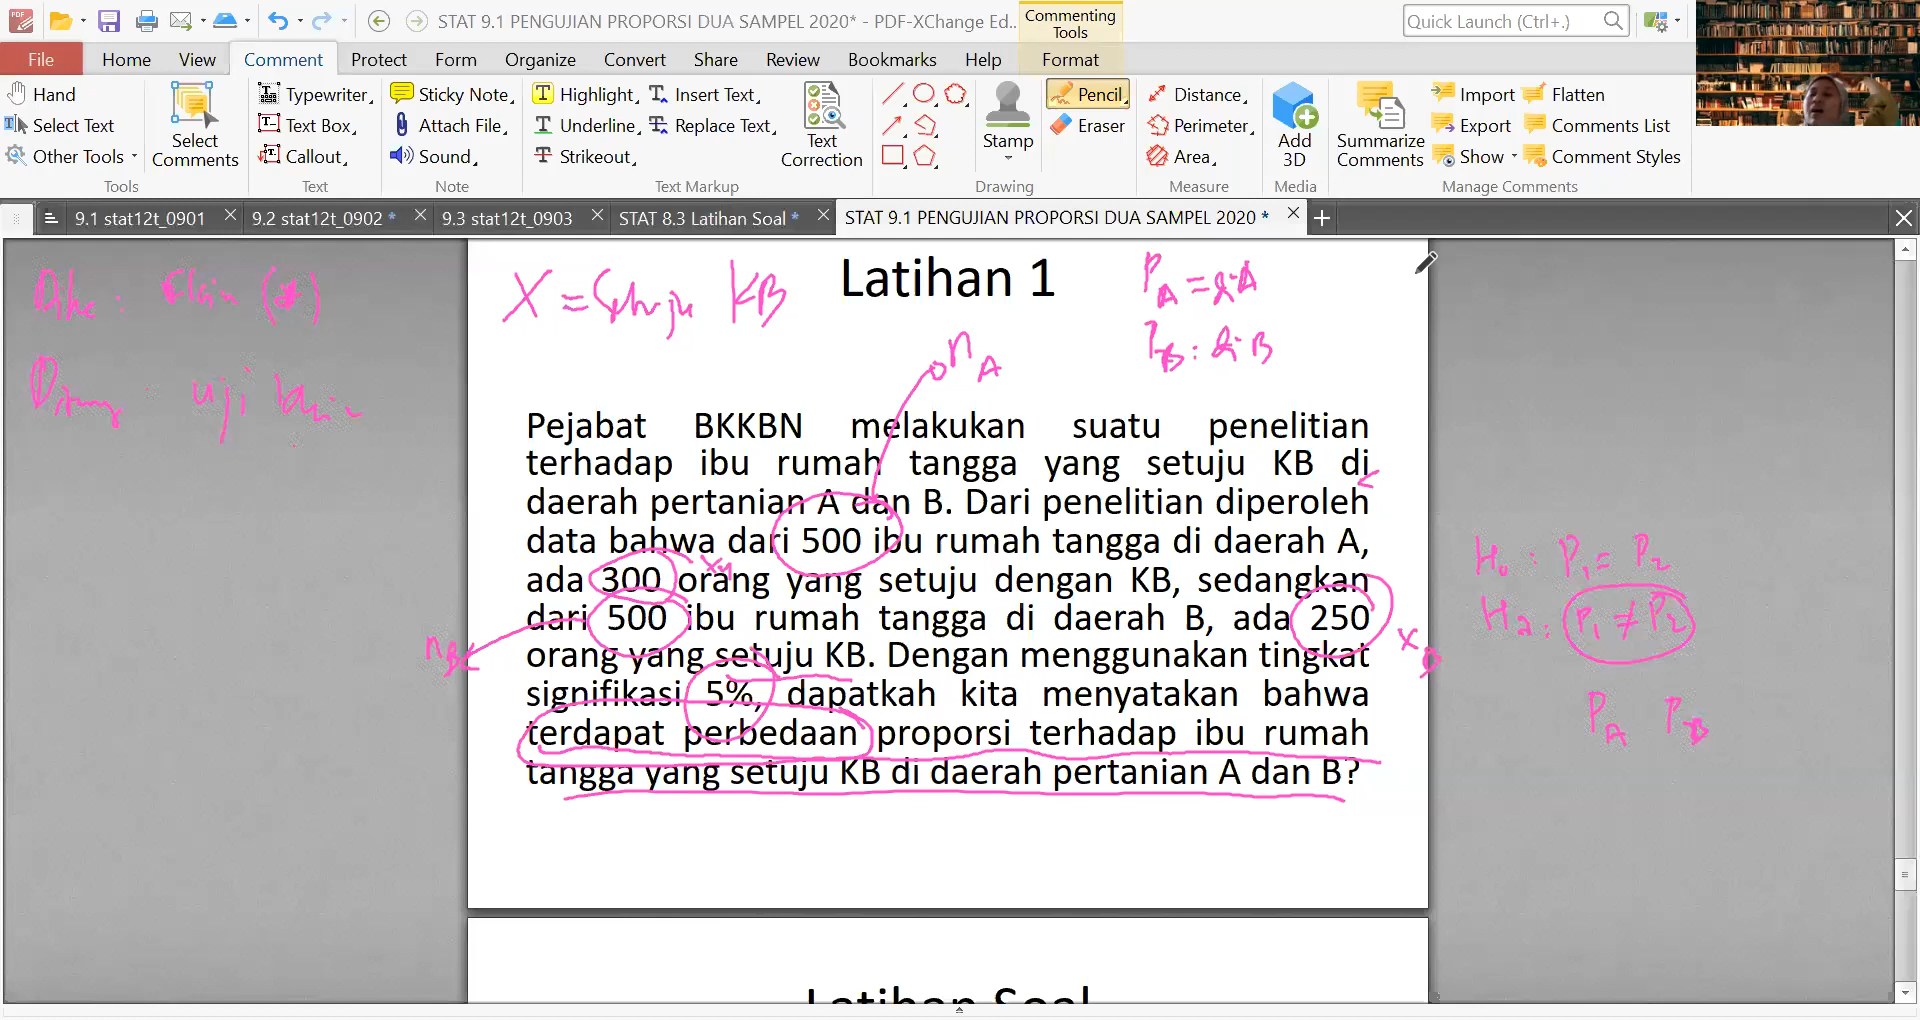 STAT 9.1 PENGUJIAN PROPORSI DUA SAMPEL 2020* - PDF-XChange Ed..
Commenting Tools
Quick Launch (Ctrl+.)
File Home View Comment Protect Form Organize Convert Share Review Bookmarks Help Format
Hand
Select Text
Other Tools
Select Comments
Tools
Typewriter
Text Box
Callout
Text
Sticky Note
Attach File
Sound
Note
Highlight
Underline
Strikeout
Insert Text
Replace Text
Text Correction
Text Markup
Stamp
Pencil
Eraser
Drawing
Distance
Perimeter
Area
Measure
Add 3D
Media
Summarize Comments
Import
Export
Show
Flatten
Comments List
Comment Styles
Manage Comments
9.1 stat12t_0901
9.2 stat12t_0902 *
9.3 stat12t_0903
STAT 8.3 Latihan Soal *
STAT 9.1 PENGUJIAN PROPORSI DUA SAMPEL 2020 *
X = Setuju KB
Latihan 1
P A = di A
P B : di B
n A
uji
Pejabat BKKBN melakukan suatu penelitian
terhadap ibu rumah tangga yang setuju KB di
daerah pertanian A dan B. Dari penelitian diperoleh
data bahwa dari 500 ibu rumah tangga di daerah A,
ada 300 orang yang setuju dengan KB, sedangkan
dari 500 ibu rumah tangga di daerah B, ada 250
orang yang setuju KB. Dengan menggunakan tingkat
signifikasi 5%, dapatkah kita menyatakan bahwa
terdapat perbedaan proporsi terhadap ibu rumah
tangga yang setuju KB di daerah pertanian A dan B?
n B
X B
H₀ : P₁ = P₂
Ha : P₁ ≠ P₂
P A P B
Latihan Soal